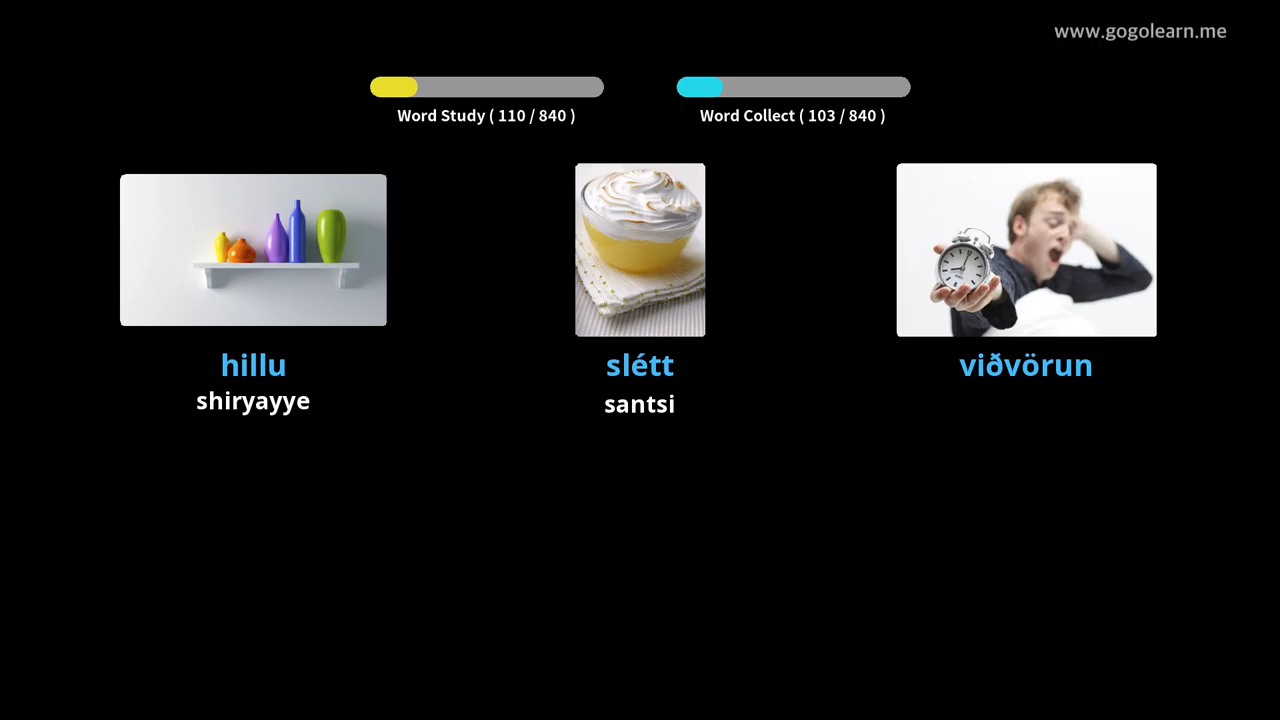 www.gogolearn.me
Word Study ( 110 / 840 )
Word Collect ( 103 / 840 )
hillu
slétt
viðvörun
shiryayye
santsi